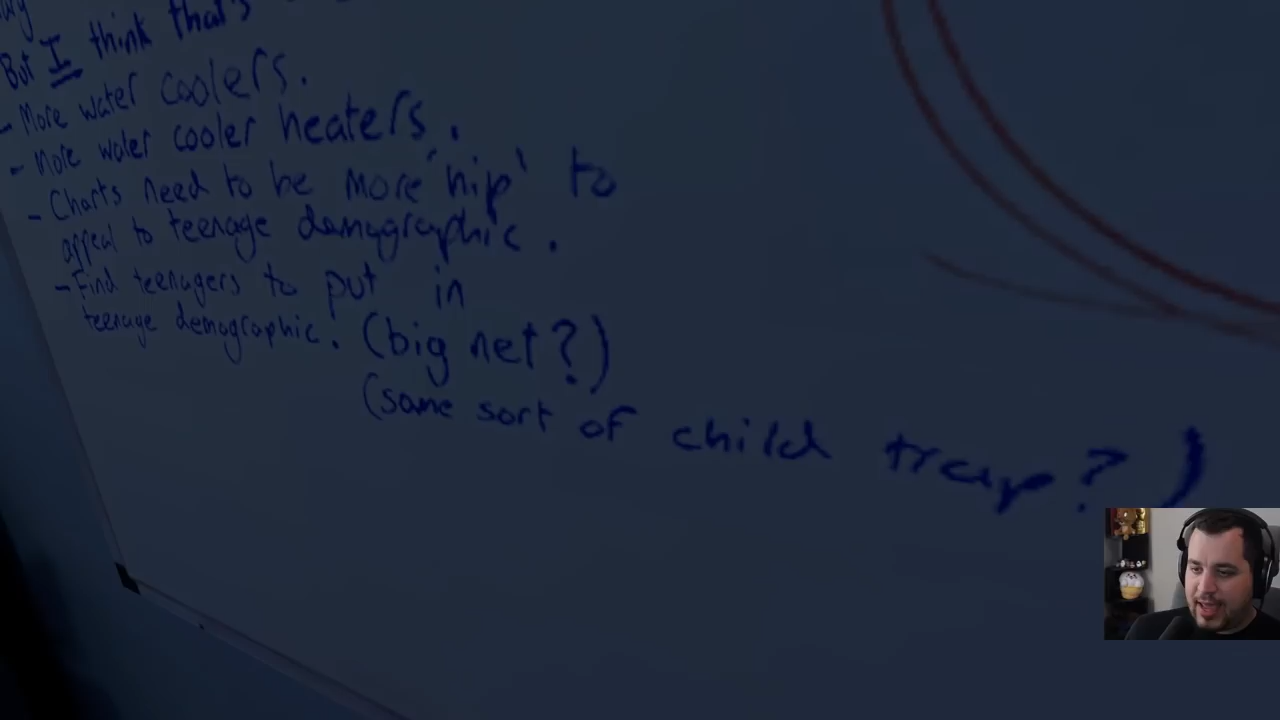 But I think that's
- More water coolers.
- More water cooler heaters.
- Charts need to be more 'hip' to
appeal to teenage demographic.
- Find teenagers to put in
teenage demographic. (big net?)
(some sort of child trap?)